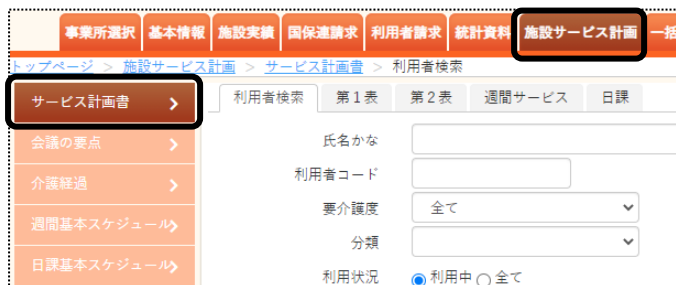 事業所選択 基本情報 施設実績 国保連請求 利用者請求 統計資料 施設サービス計画 一括
トップページ > 施設サービス計画 > サービス計画書 > 利用者検索
サービス計画書
利用者検索 第1表 第2表 週間サービス 日課
会議の要点
氏名かな
介護経過
利用者コード
要介護度 全て
週間基本スケジュール
分類
日課基本スケジュール
利用状況 利用中 全て